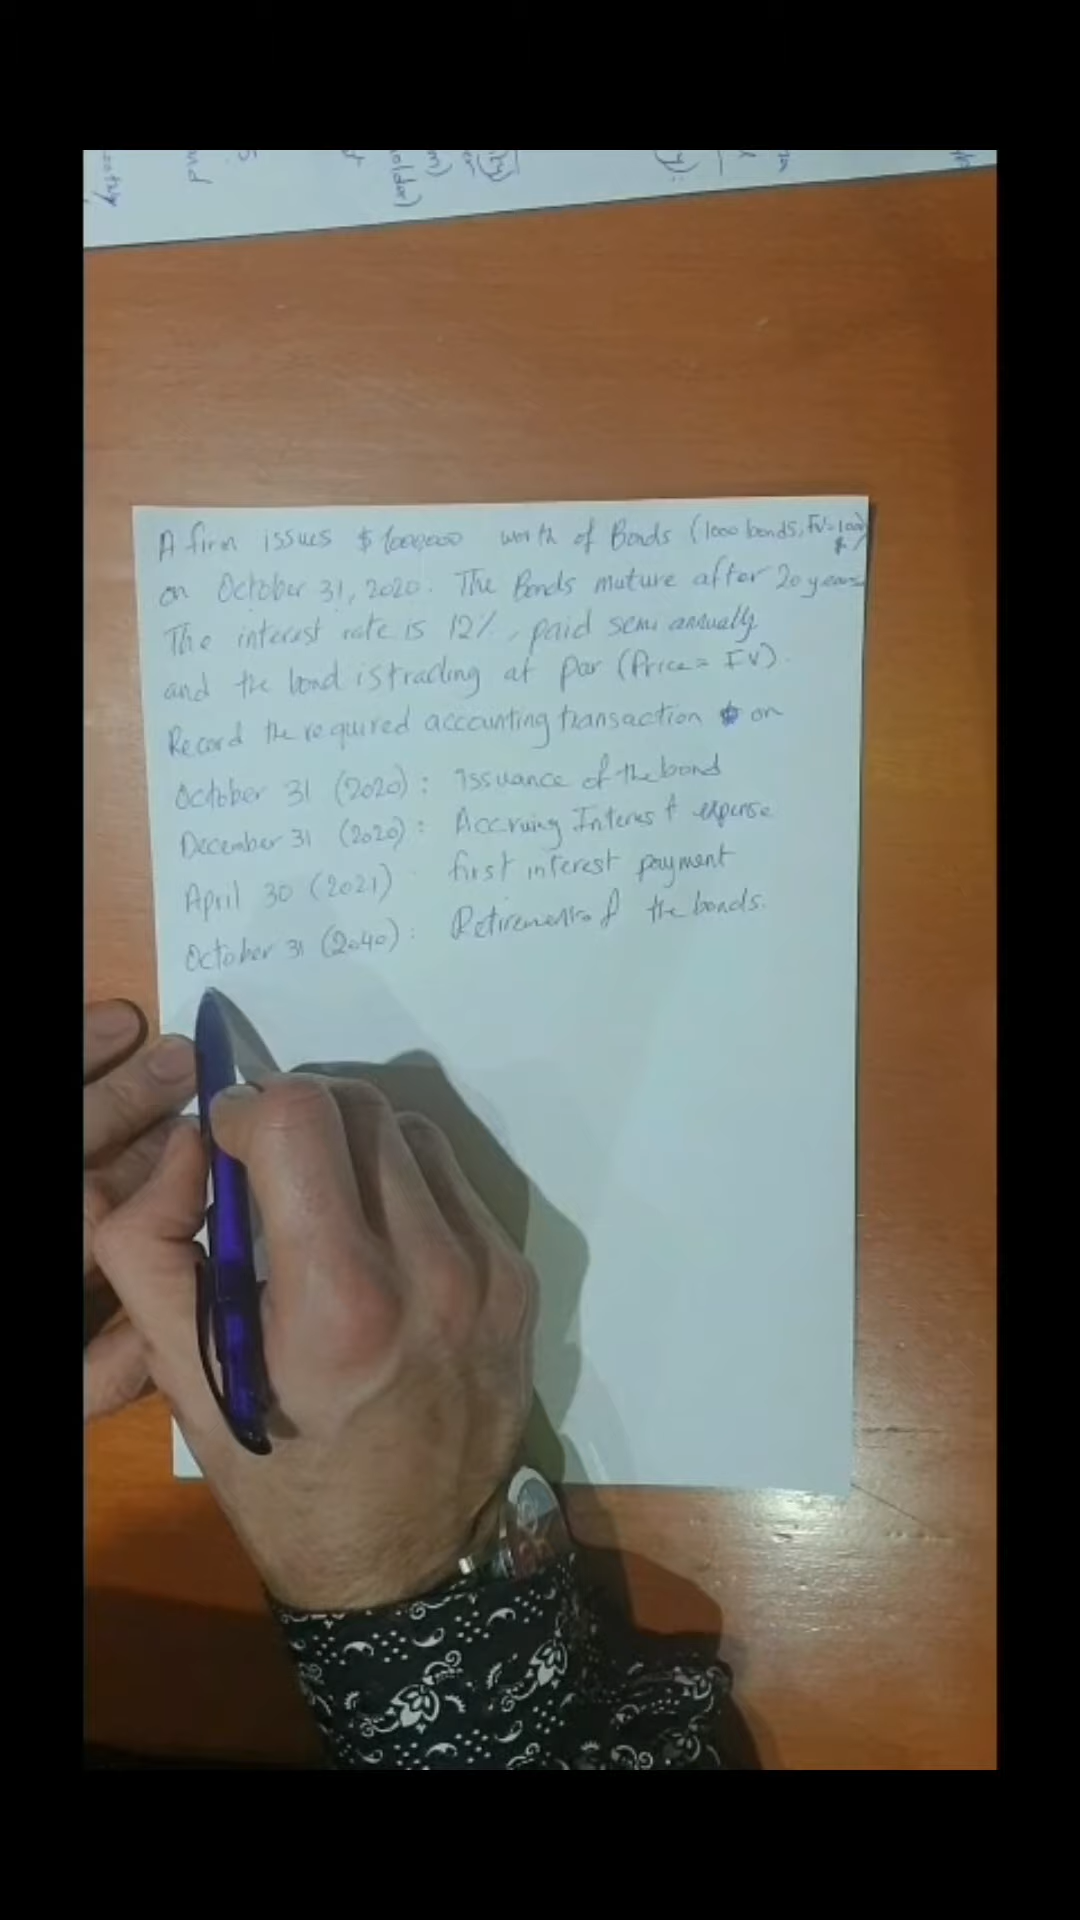 A firm issues $ 1000,000 worth of Bonds (1000 bonds, FV=1000$)
on October 31, 2020. The Bonds muture after 20 years.
The interest rate is 12%, paid semi annually
and the bond is trading at par (Price = FV).
Record the required accounting transaction on
October 31 (2020): Issuance of the bond
December 31 (2020): Accruing Interest expense
April 30 (2021) first interest payment
October 31 (2040): Retirement of the bonds.